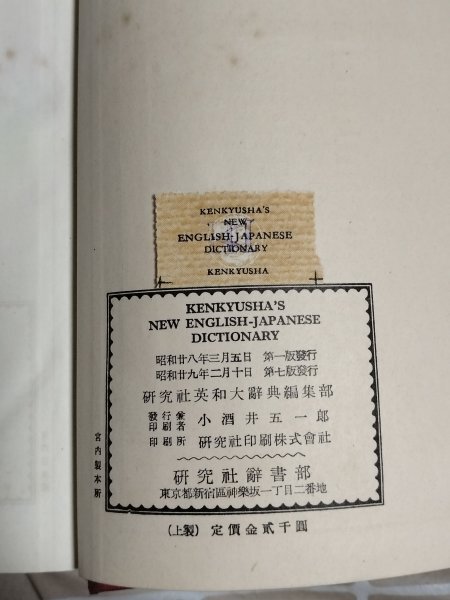 KENKYUSHA'S
NEW
ENGLISH-JAPANESE
DICTIONARY
KENKYUSHA
KENKYUSHA'S
NEW ENGLISH-JAPANESE
DICTIONARY
昭和廿八年三月五日 第一版發行
昭和廿九年二月十日 第七版發行
研究社英和大辭典編集部
發行兼印刷者 小酒井五一郎
印刷所 研究社印刷株式會社
研究社辭書部
東京都新宿區神樂坂一丁目二番地
(上製) 定價金貳千圓
宮内製本所